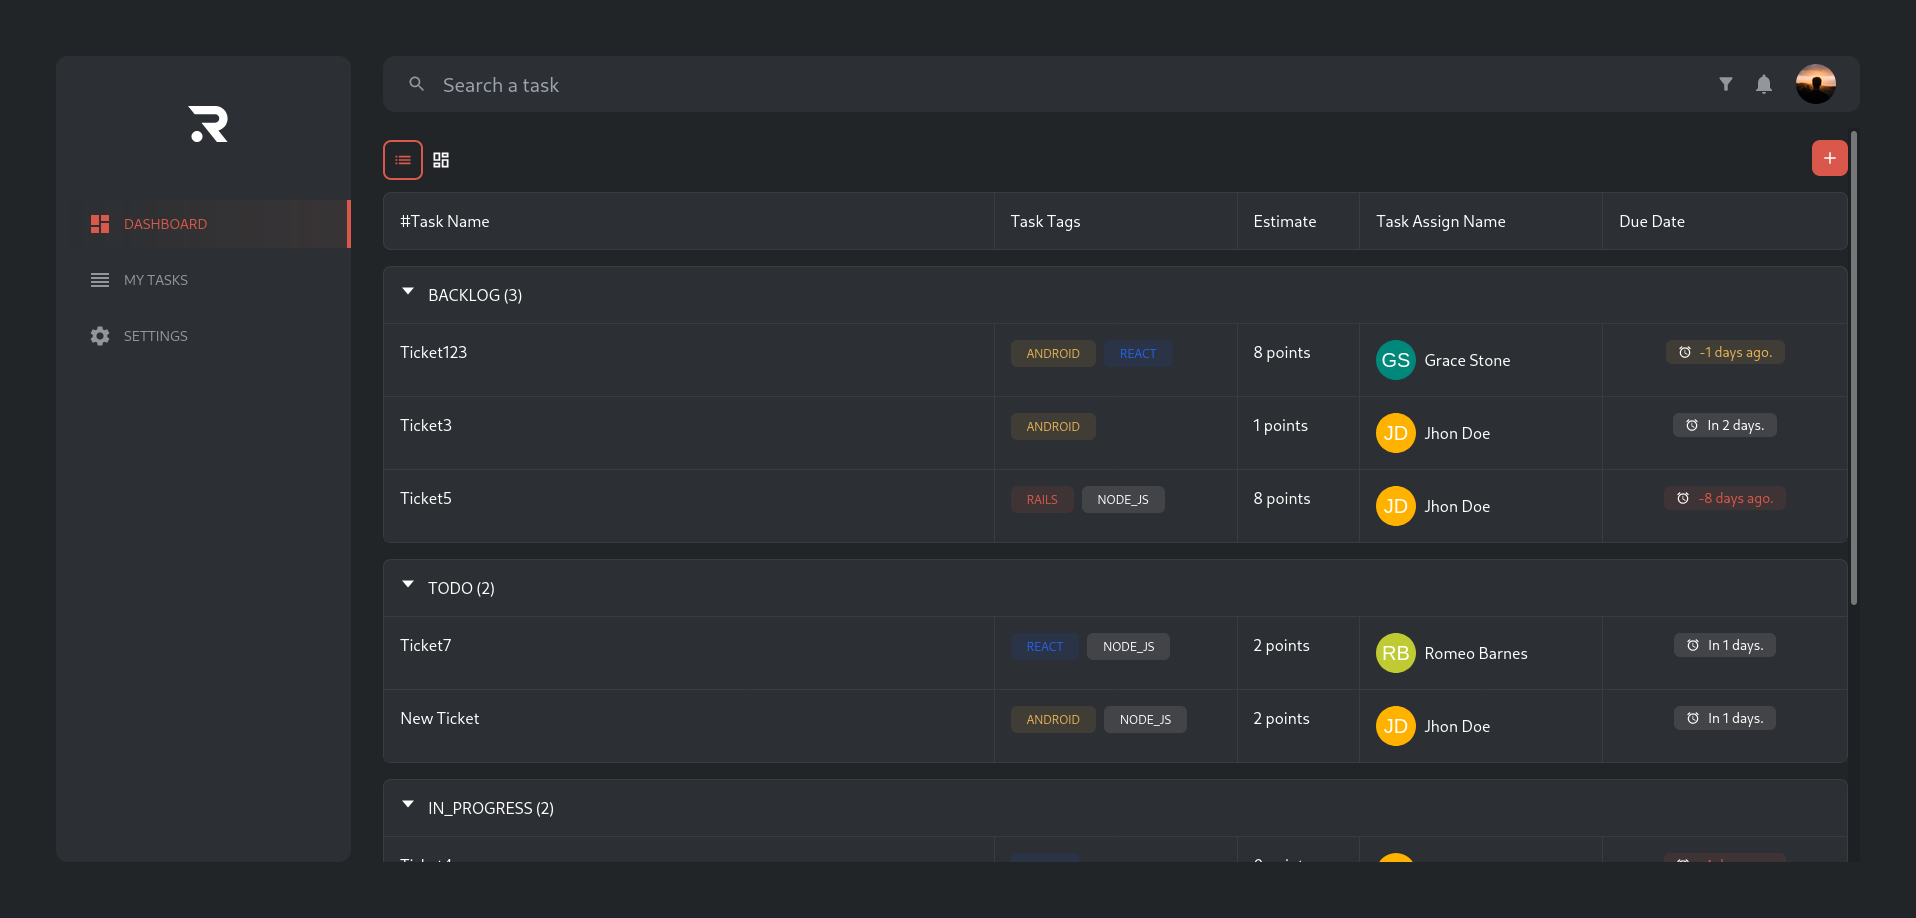 Search a task
DASHBOARD
MY TASKS
SETTINGS
#Task Name Task Tags Estimate Task Assign Name Due Date
BACKLOG (3)
Ticket123 ANDROID REACT 8 points GS Grace Stone -1 days ago.
Ticket3 ANDROID 1 points JD Jhon Doe In 2 days.
Ticket5 RAILS NODE_JS 8 points JD Jhon Doe -8 days ago.
TODO (2)
Ticket7 REACT NODE_JS 2 points RB Romeo Barnes In 1 days.
New Ticket ANDROID NODE_JS 2 points JD Jhon Doe In 1 days.
IN_PROGRESS (2)